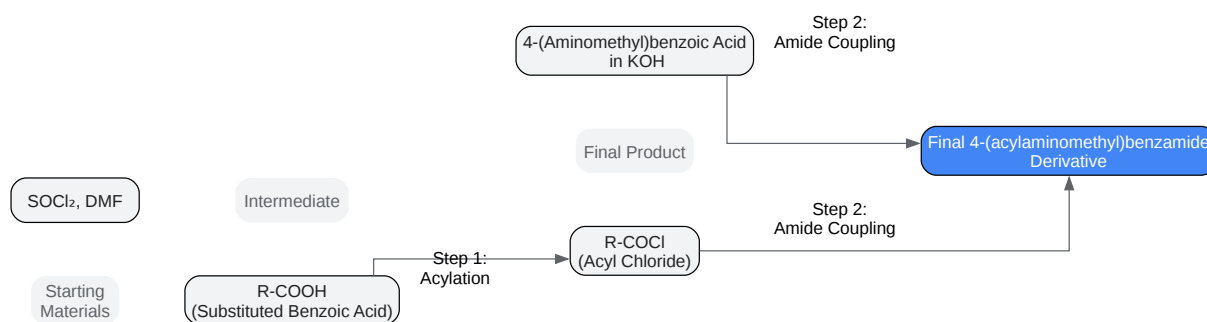 4-(Aminomethyl)benzoic Acid
in KOH
Step 2:
Amide Coupling
Final Product
Final 4-(acylaminomethyl)benzamide
Derivative
SOCl₂, DMF
Intermediate
Step 2:
Amide Coupling
R-COCl
(Acyl Chloride)
Step 1:
Acylation
Starting
Materials
R-COOH
(Substituted Benzoic Acid)